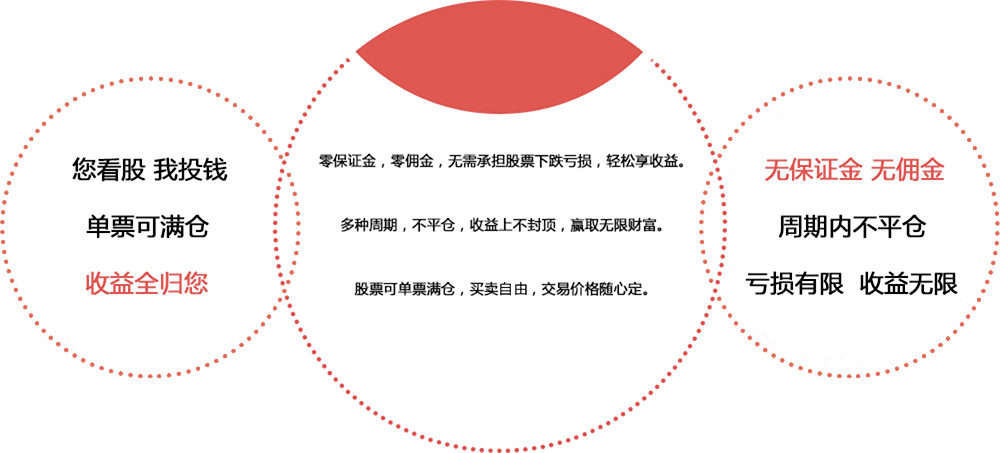 您看股 我投钱
单票可满仓
收益全归您
零保证金，零佣金，无需承担股票下跌亏损，轻松享收益。
多种周期，不平仓，收益上不封顶，赢取无限财富。
股票可单票满仓，买卖自由，交易价格随心定。
无保证金 无佣金
周期内不平仓
亏损有限 收益无限